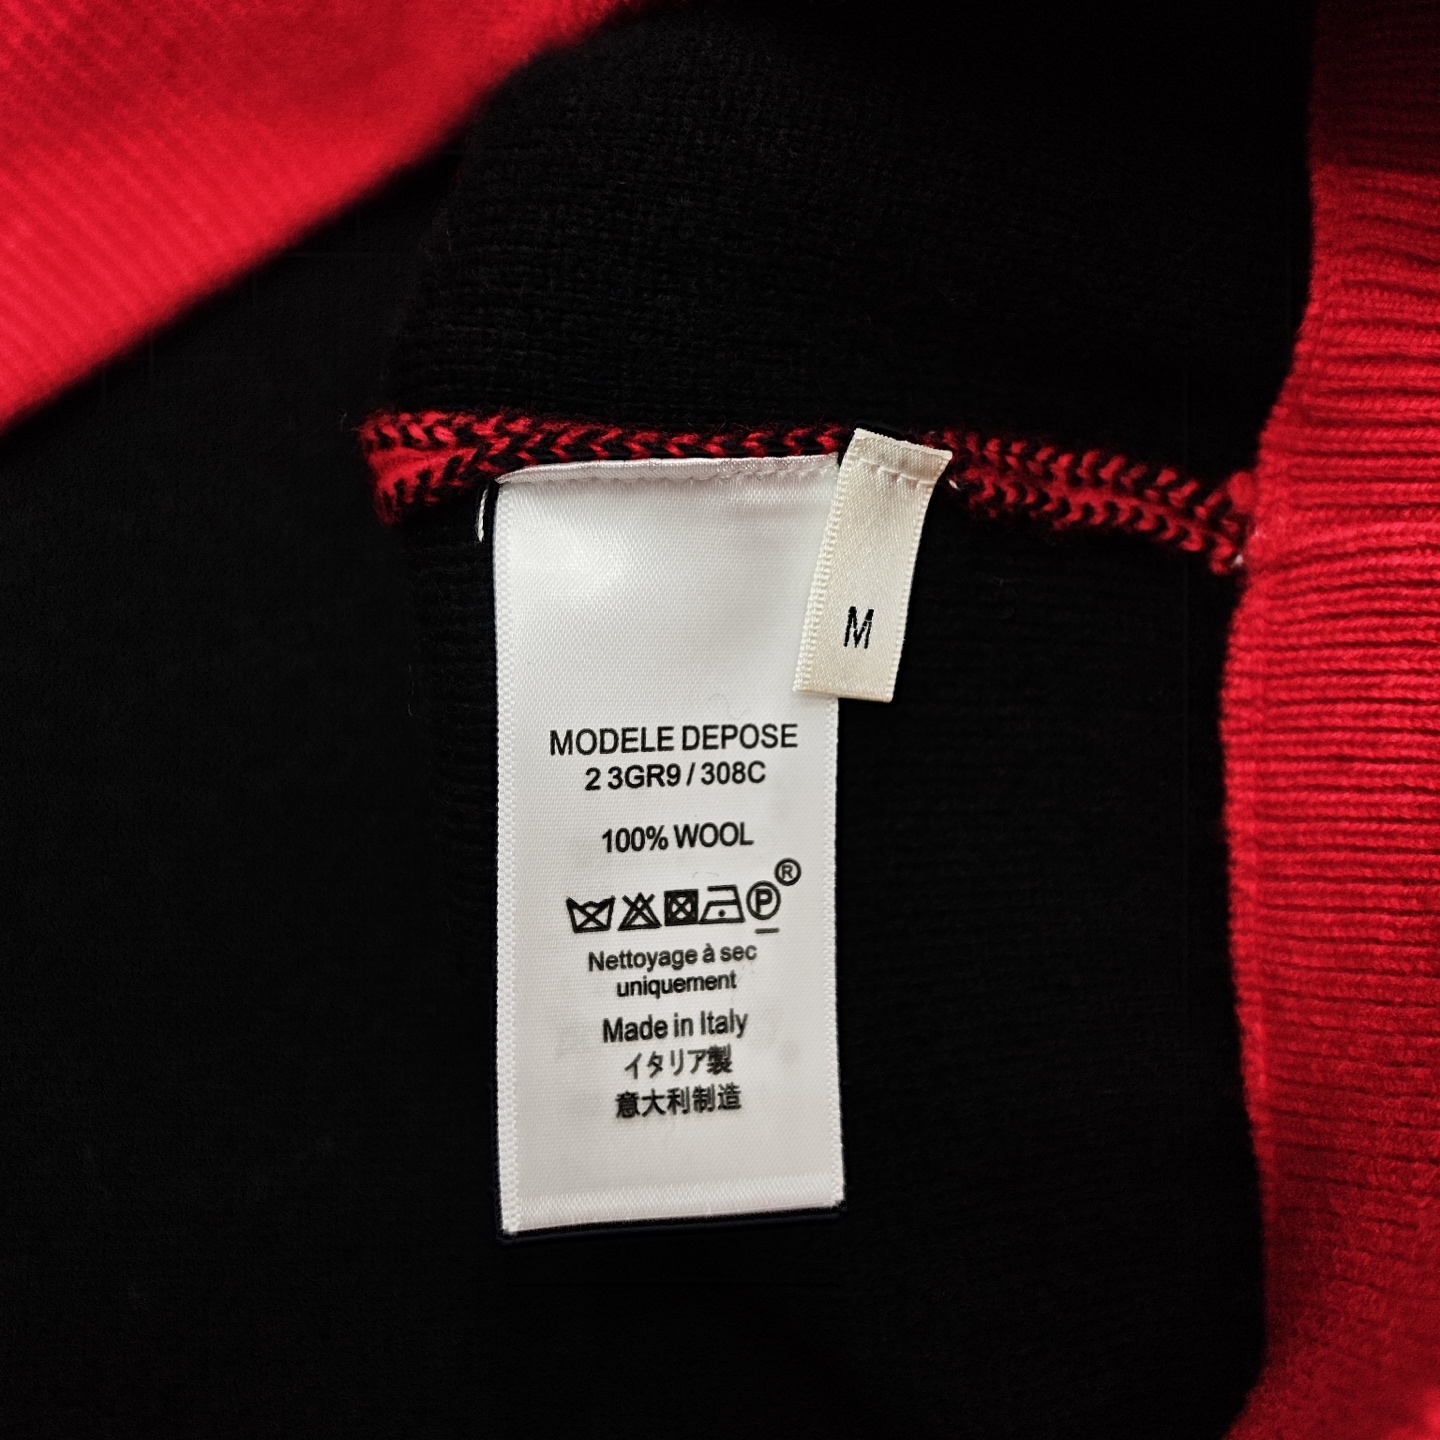 M
MODELE DEPOSE
2 3GR9 / 308C
100% WOOL
®
P
Nettoyage à sec
uniquement
Made in Italy
イタリア製
意大利制造